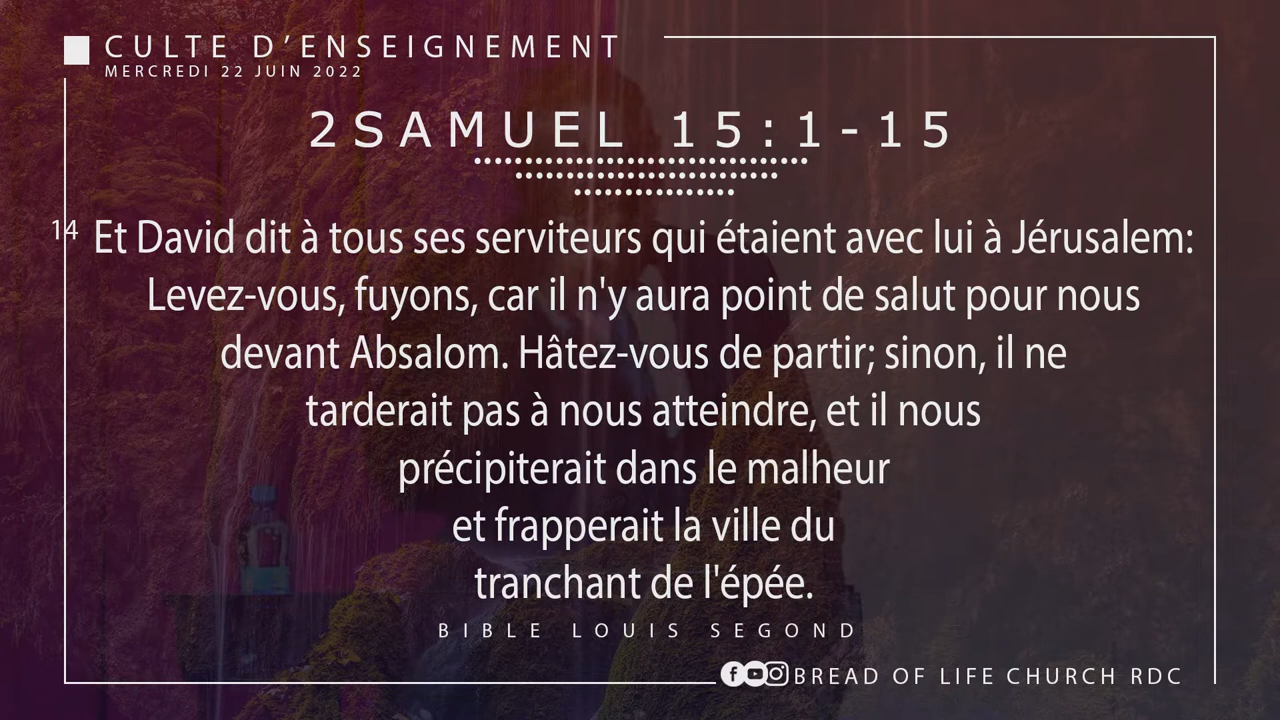 CULTE D’ENSEIGNEMENT
MERCREDI 22 JUIN 2022
2SAMUEL 15:1-15
14 Et David dit à tous ses serviteurs qui étaient avec lui à Jérusalem:
Levez-vous, fuyons, car il n'y aura point de salut pour nous
devant Absalom. Hâtez-vous de partir; sinon, il ne
tarderait pas à nous atteindre, et il nous
précipiterait dans le malheur
et frapperait la ville du
tranchant de l'épée.
BIBLE LOUIS SEGOND
BREAD OF LIFE CHURCH RDC